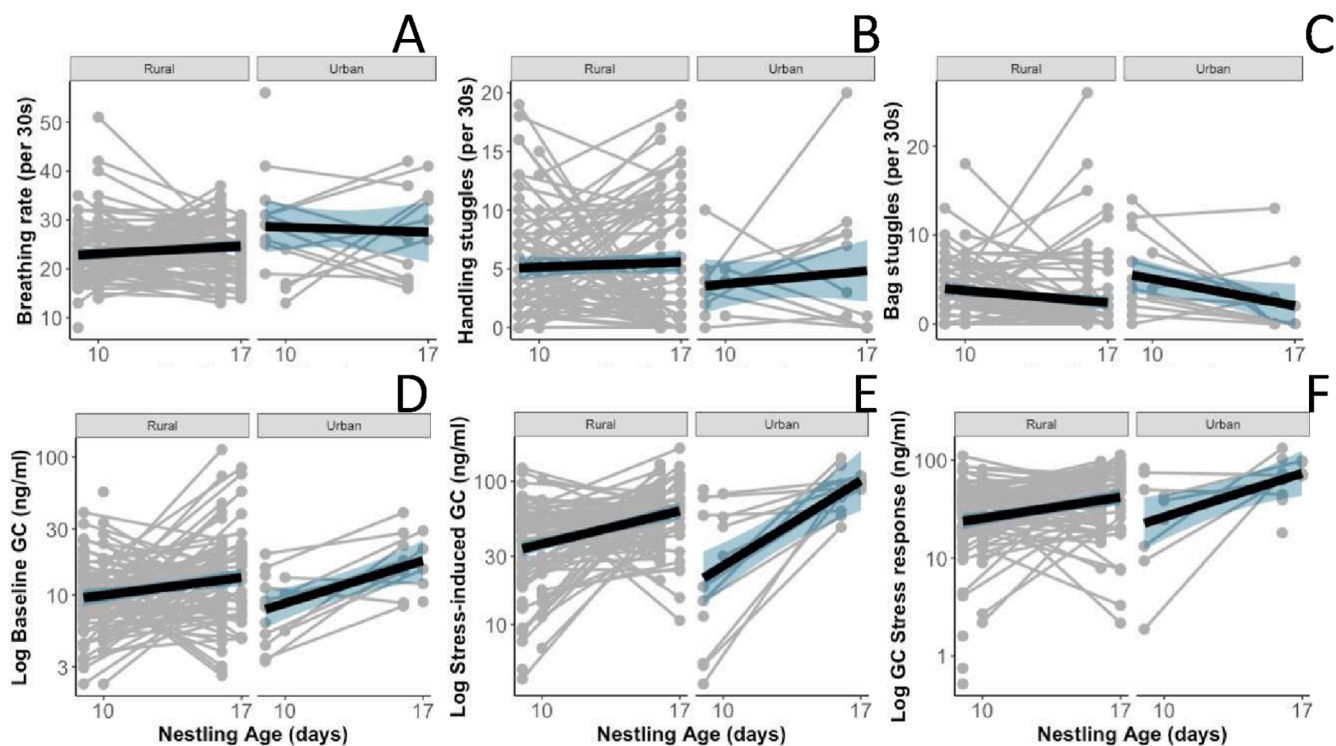 A B C
Rural Urban Rural Urban Rural Urban
Breathing rate (per 30s)
50
40
30
20
10
10 17 10 17
Handling stuggles (per 30s)
20
15
10
5
0
10 17 10 17
Bag stuggles (per 30s)
20
10
0
10 17 10 17
D E F
Rural Urban Rural Urban Rural Urban
Log Baseline GC (ng/ml)
100
30
10
3
10 17 10 17
Nestling Age (days)
Log Stress-induced GC (ng/ml)
100
30
10
10 17 10 17
Nestling Age (days)
Log GC Stress response (ng/ml)
100
10
1
10 17 10 17
Nestling Age (days)